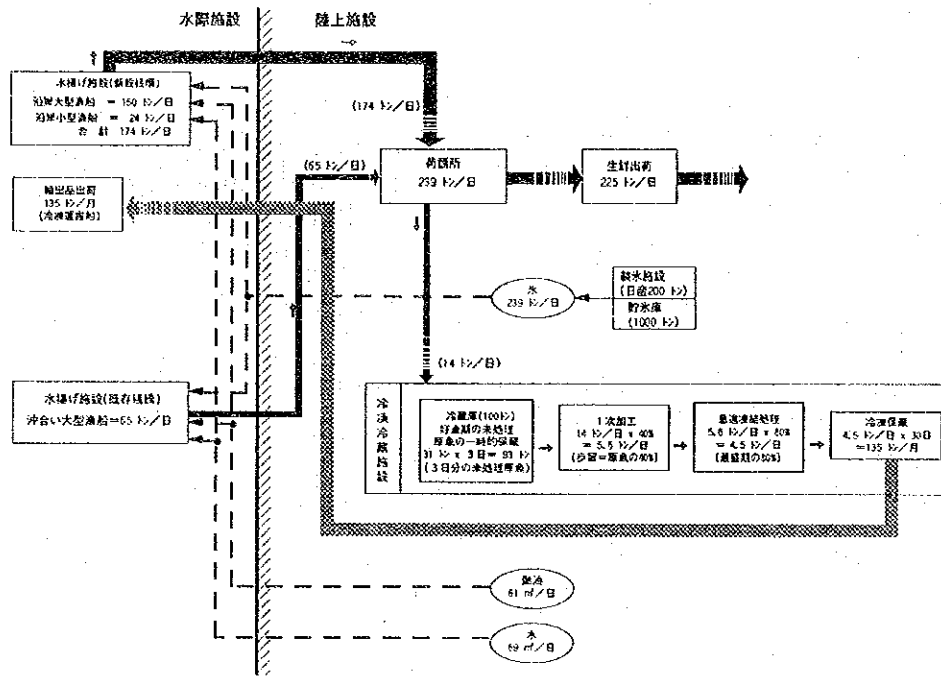 水際施設 陸上施設
水揚げ施設(新設桟橋)
沿岸大型漁船 = 150 トン/日
沿岸小型漁船 = 24 トン/日
合 計 174 トン/日
(174 トン/日)
(65 トン/日)
荷捌所
239 トン/日
生鮮出荷
225 トン/日
輸出品出荷
135 トン/月
(冷凍運搬船)
氷
239 トン/日
製氷施設
(日産200 トン)
貯氷庫
(1000 トン)
(14 トン/日)
水揚げ施設(既存桟橋)
沖合い大型漁船=65 トン/日
冷凍冷蔵施設
冷蔵庫(100トン)
好漁期の未処理
原魚の一時的保蔵
31 トン x 3日= 93 トン
(3日分の未処理原魚)
1次加工
14 トン/日 x 40%
= 5.6 トン/日
(歩留=原魚の40%)
急速凍結処理
5.6 トン/日 x 80%
= 4.5 トン/日
(最盛期の80%)
冷凍保蔵
4.5 トン/日 x 30日
=135 トン/月
61 ㎥/日
水
69 ㎥/日